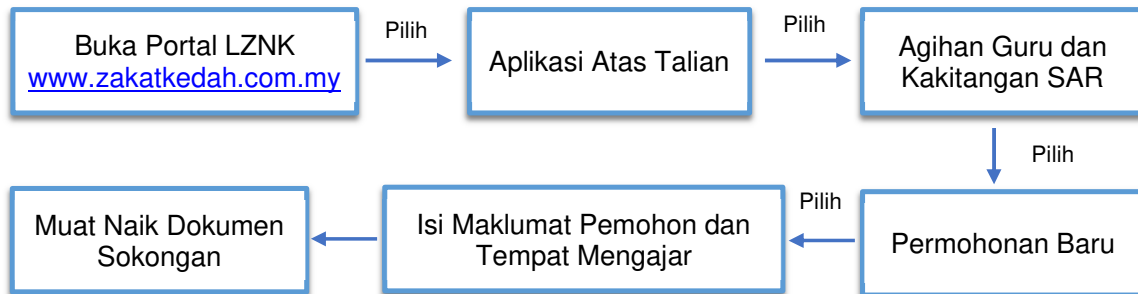 Buka Portal LZNK
www.zakatkedah.com.my
Pilih
Aplikasi Atas Talian
Pilih
Agihan Guru dan
Kakitangan SAR
Pilih
Permohonan Baru
Pilih
Isi Maklumat Pemohon dan
Tempat Mengajar
Muat Naik Dokumen
Sokongan